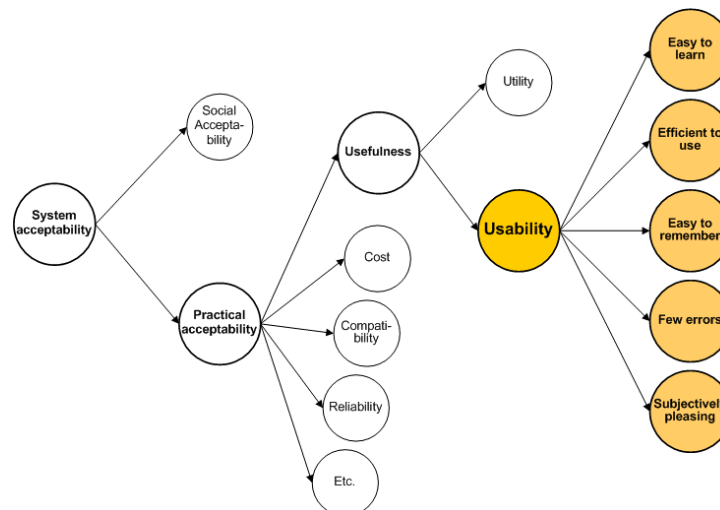 System
acceptability
Social
Accepta-
bility
Practical
acceptability
Usefulness
Cost
Compati-
bility
Reliability
Etc.
Utility
Usability
Easy to
learn
Efficient to
use
Easy to
remember
Few errors
Subjectively
pleasing